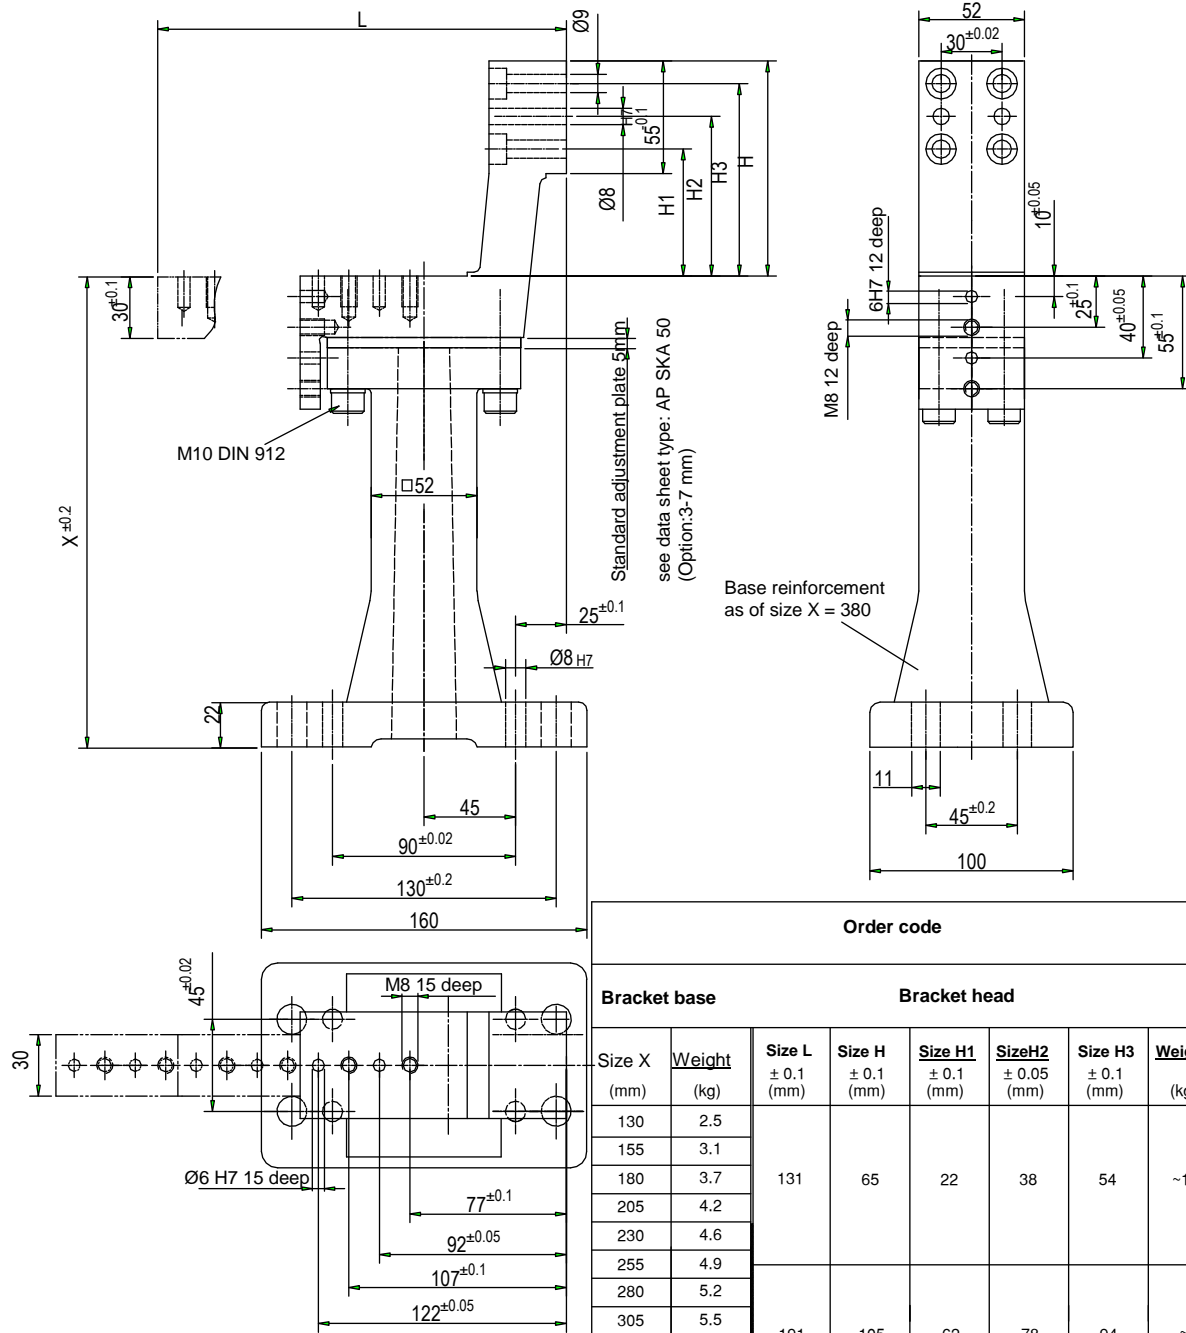 L
Ø9
52
30±0.02
H7
55-0.1
Ø8
H1
H2
H3
H
10±0.05
6H7 12 deep
M8 12 deep
25±0.1
40±0.05
55±0.1
30±0.1
M10 DIN 912
□52
X ±0.2
Standard adjustment plate 5mm
see data sheet type: AP SKA 50
(Option:3-7 mm)
Base reinforcement
as of size X = 380
25±0.1
Ø8 H7
22
45
90±0.02
130±0.2
160
11
45±0.2
100
45±0.02
30
M8 15 deep
Ø6 H7 15 deep
77±0.1
92±0.05
107±0.1
122±0.05
Order code
Bracket base Bracket head
Size X Weight Size L Size H Size H1 SizeH2 Size H3
± 0.1 ± 0.1 ± 0.1 ± 0.05 ± 0.1
(mm) (kg) (mm) (mm) (mm) (mm) (mm)
130 2.5
155 3.1
180 3.7 131 65 22 38 54
205 4.2
230 4.6
255 4.9
280 5.2
305 5.5